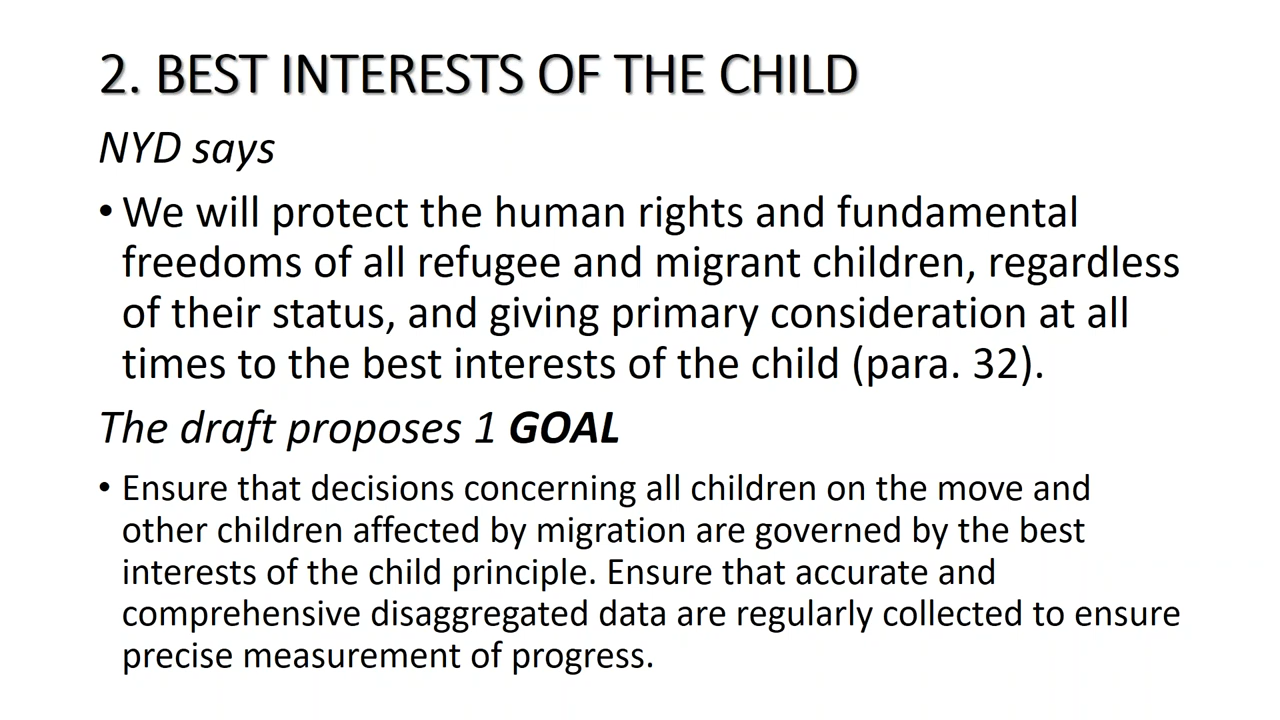 2. BEST INTERESTS OF THE CHILD
NYD says
• We will protect the human rights and fundamental
freedoms of all refugee and migrant children, regardless
of their status, and giving primary consideration at all
times to the best interests of the child (para. 32).
The draft proposes 1 GOAL
• Ensure that decisions concerning all children on the move and
other children affected by migration are governed by the best
interests of the child principle. Ensure that accurate and
comprehensive disaggregated data are regularly collected to ensure
precise measurement of progress.